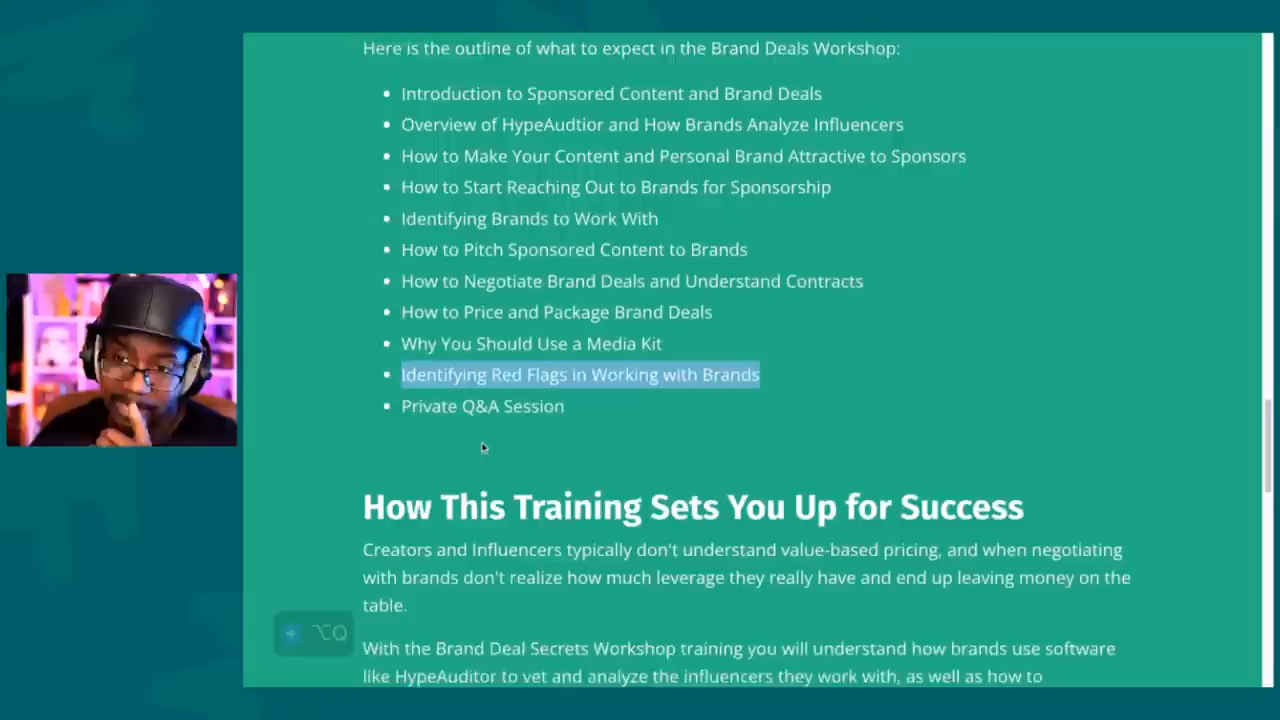 Here is the outline of what to expect in the Brand Deals Workshop:
Introduction to Sponsored Content and Brand Deals
Overview of HypeAudtior and How Brands Analyze Influencers
How to Make Your Content and Personal Brand Attractive to Sponsors
How to Start Reaching Out to Brands for Sponsorship
Identifying Brands to Work With
How to Pitch Sponsored Content to Brands
How to Negotiate Brand Deals and Understand Contracts
How to Price and Package Brand Deals
Why You Should Use a Media Kit
Identifying Red Flags in Working with Brands
Private Q&A Session
How This Training Sets You Up for Success
Creators and Influencers typically don't understand value-based pricing, and when negotiating
with brands don't realize how much leverage they really have and end up leaving money on the
table.
⌥Q
With the Brand Deal Secrets Workshop training you will understand how brands use software
like HypeAuditor to vet and analyze the influencers they work with, as well as how to